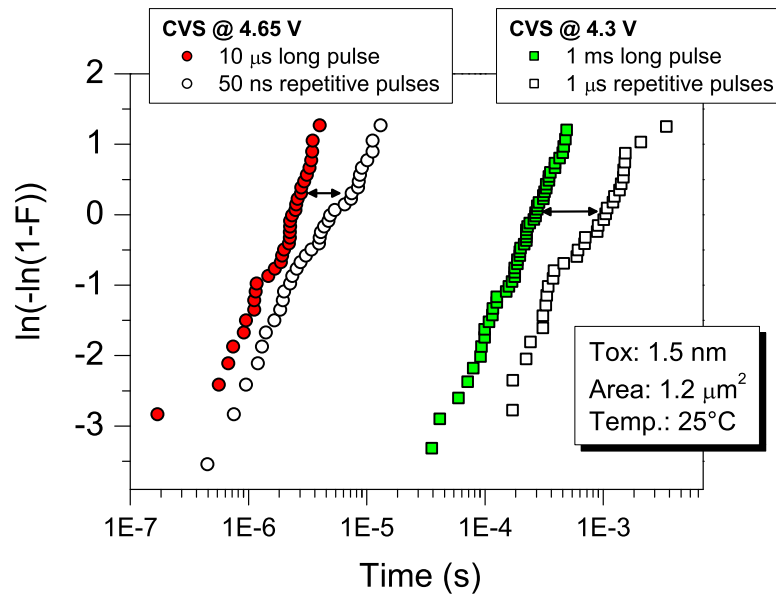 CVS @ 4.65 V
10 μs long pulse
50 ns repetitive pulses
CVS @ 4.3 V
1 ms long pulse
1 μs repetitive pulses
2
1
0
-1
-2
-3
ln(-ln(1-F))
Tox: 1.5 nm
Area: 1.2 μm²
Temp.: 25°C
1E-7
1E-6
1E-5
1E-4
1E-3
Time (s)